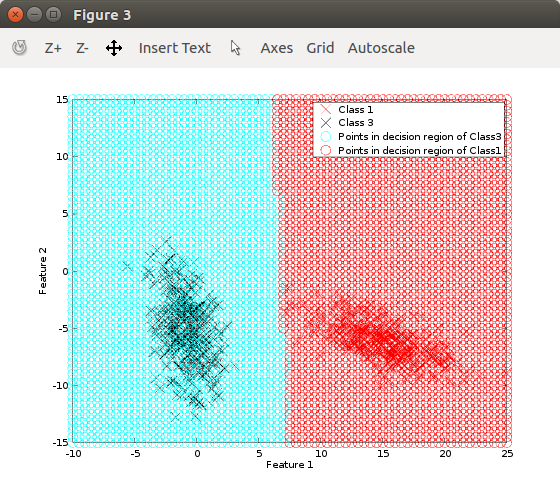 Figure 3
Z+ Z- Insert Text Axes Grid Autoscale
15
10
5
0
-5
-10
-15
-10 -5 0 5 10 15 20 25
Feature 1
Feature 2
Class 1
Class 3
Points in decision region of Class3
Points in decision region of Class1